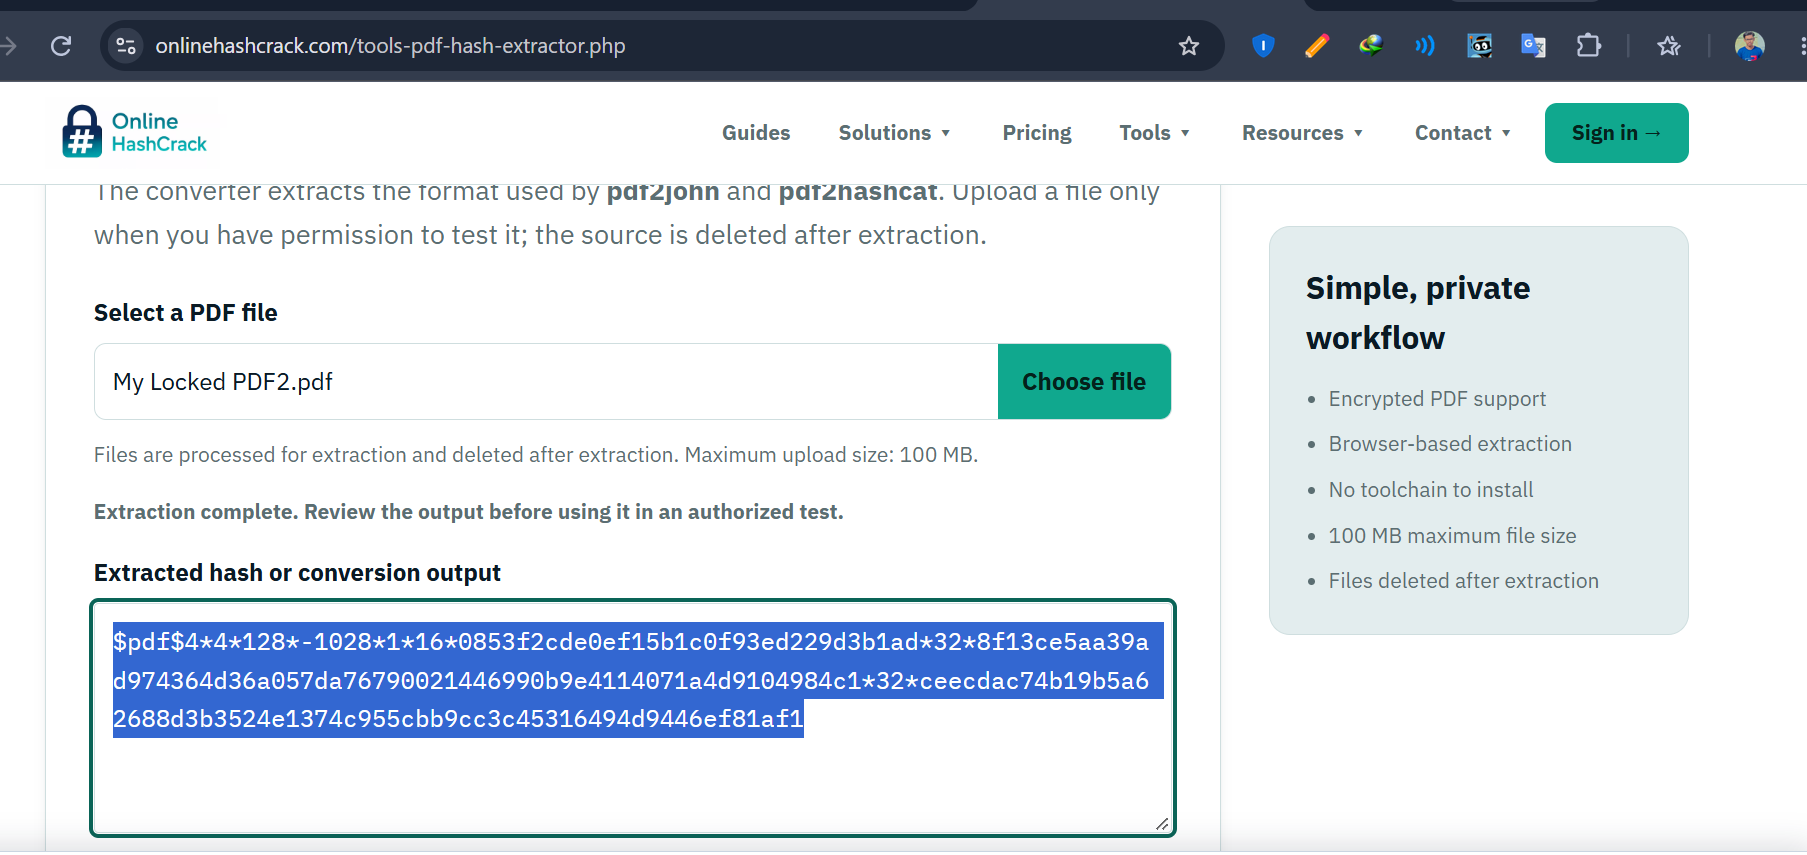 onlinehashcrack.com/tools-pdf-hash-extractor.php
Online
HashCrack
Guides
Solutions ▼
Pricing
Tools ▼
Resources ▼
Contact ▼
Sign in →
The converter extracts the format used by pdf2john and pdf2hashcat. Upload a file only
when you have permission to test it; the source is deleted after extraction.
Select a PDF file
My Locked PDF2.pdf
Choose file
Files are processed for extraction and deleted after extraction. Maximum upload size: 100 MB.
Extraction complete. Review the output before using it in an authorized test.
Extracted hash or conversion output
$pdf$4*4*128*-1028*1*16*0853f2cde0ef15b1c0f93ed229d3b1ad*32*8f13ce5aa39a
d974364d36a057da76790021446990b9e4114071a4d9104984c1*32*ceecdac74b19b5a6
2688d3b3524e1374c955cbb9cc3c45316494d9446ef81af1
Simple, private
workflow
• Encrypted PDF support
• Browser-based extraction
• No toolchain to install
• 100 MB maximum file size
• Files deleted after extraction